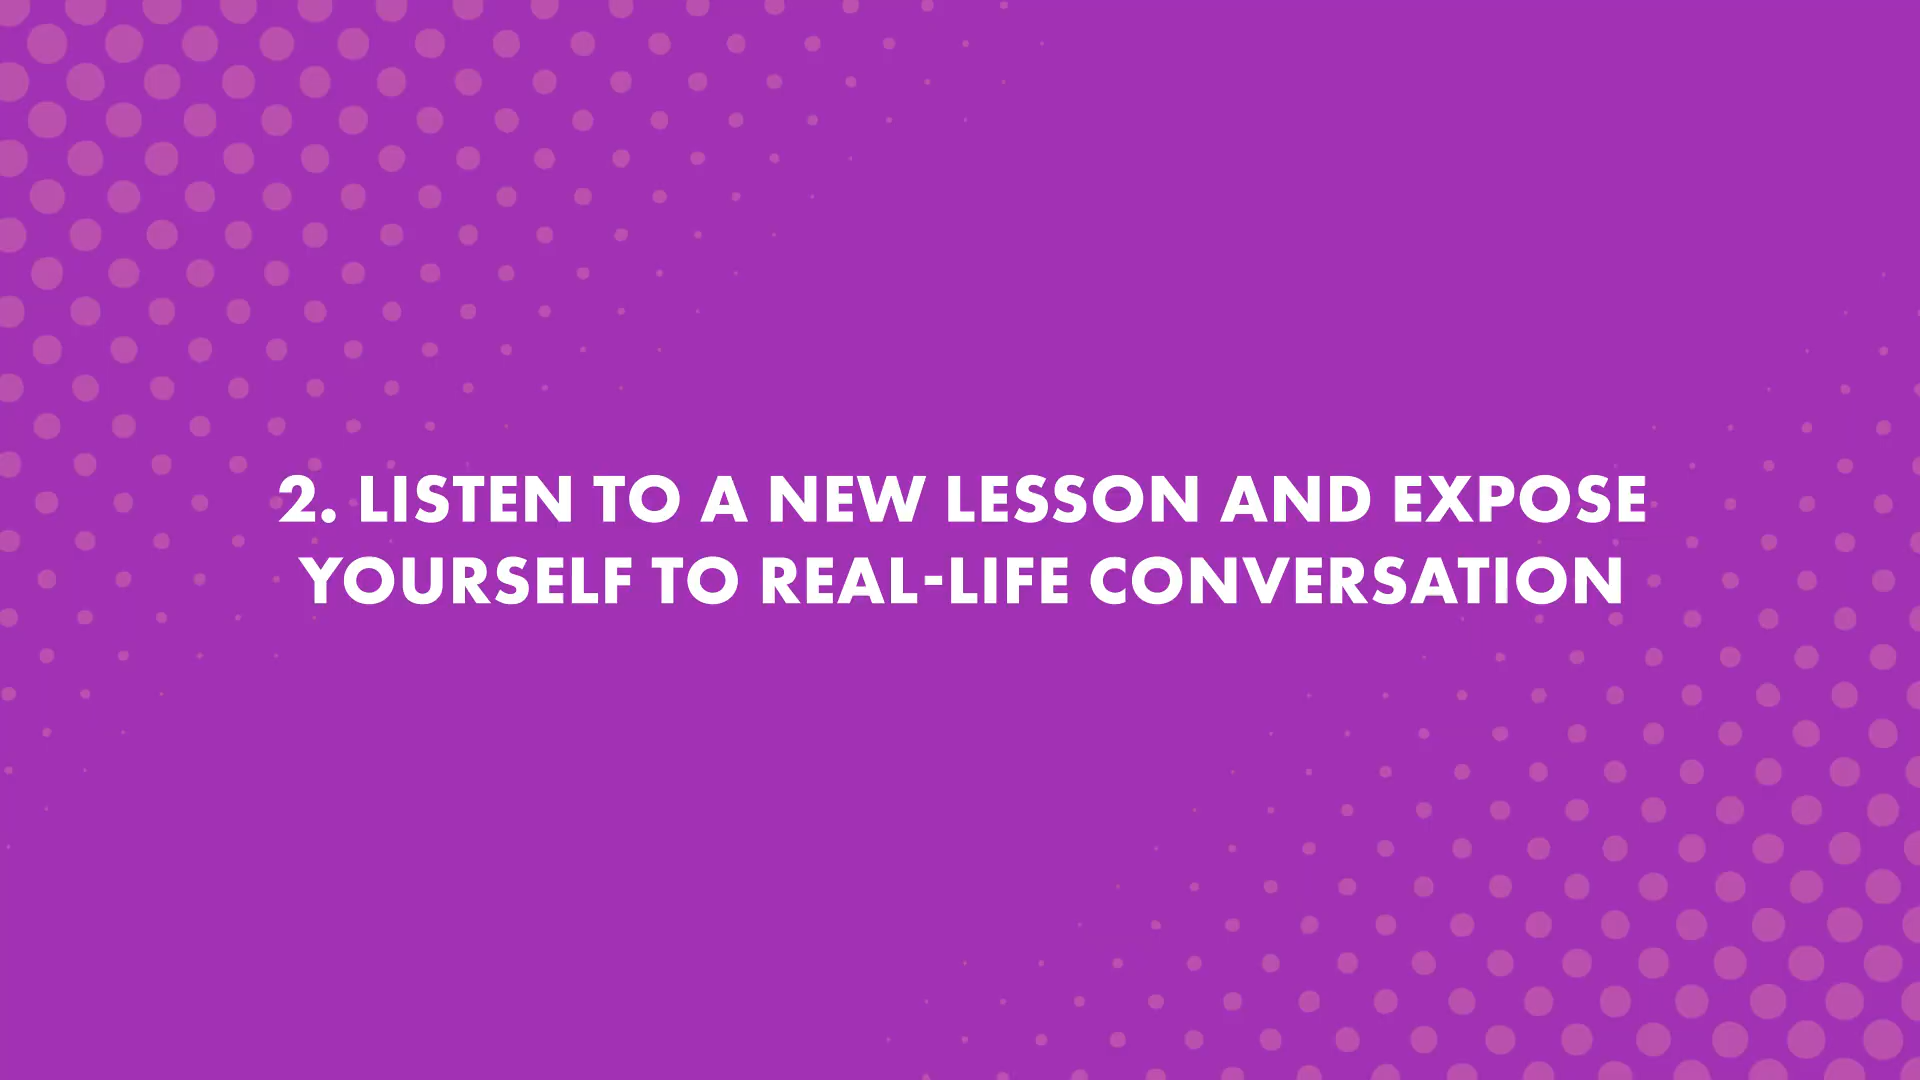 2. LISTEN TO A NEW LESSON AND EXPOSE
YOURSELF TO REAL-LIFE CONVERSATION